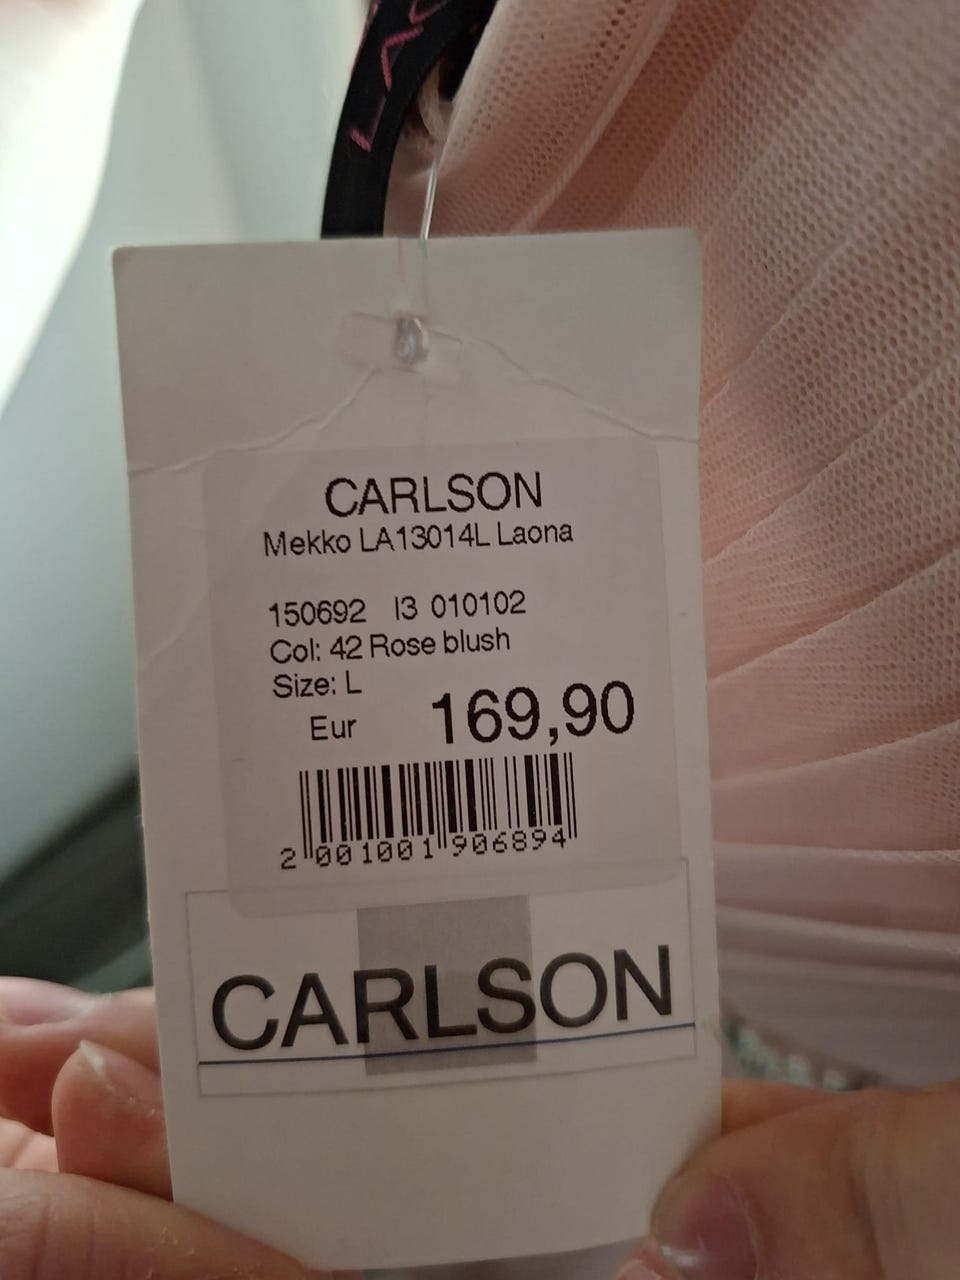 CARLSON
Mekko LA13014L Laona
150692 I3 010102
Col: 42 Rose blush
Size: L
Eur 169,90
2 001001 906894
CARLSON